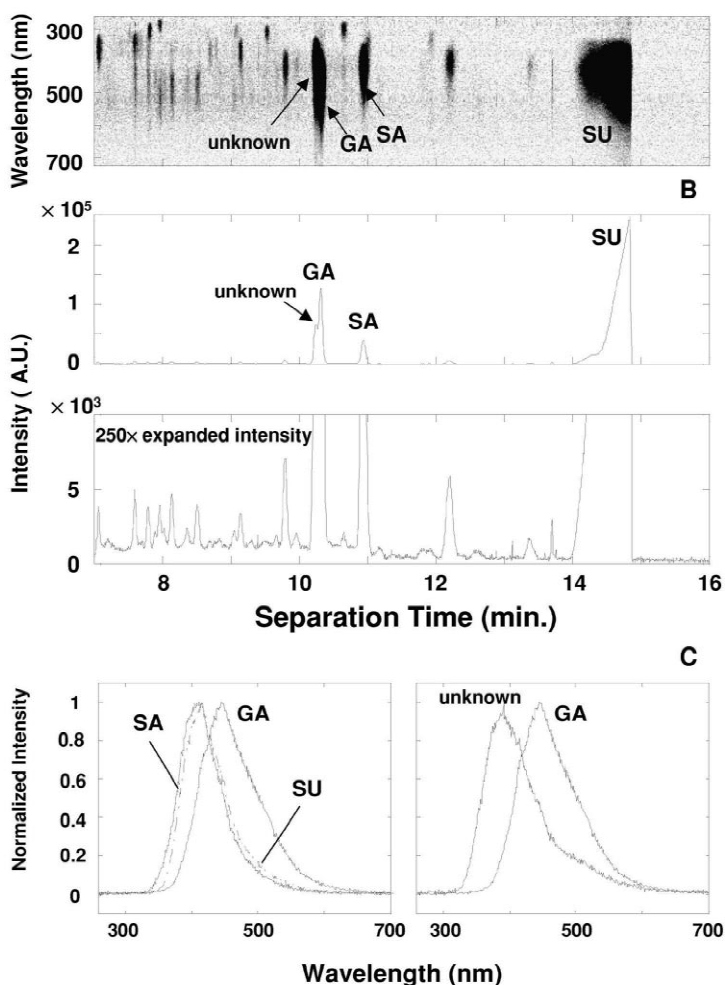 Wavelength (nm)
300
500
700
unknown
GA
SA
SU
B
× 10⁵
2
1
0
unknown
GA
SA
SU
Intensity ( A.U.)
× 10³
250× expanded intensity
5
0
8
10
12
14
16
Separation Time (min.)
C
Normalized Intensity
1
0.8
0.6
0.4
0.2
0
SA
GA
SU
300
500
700
unknown
GA
300
500
700
Wavelength (nm)